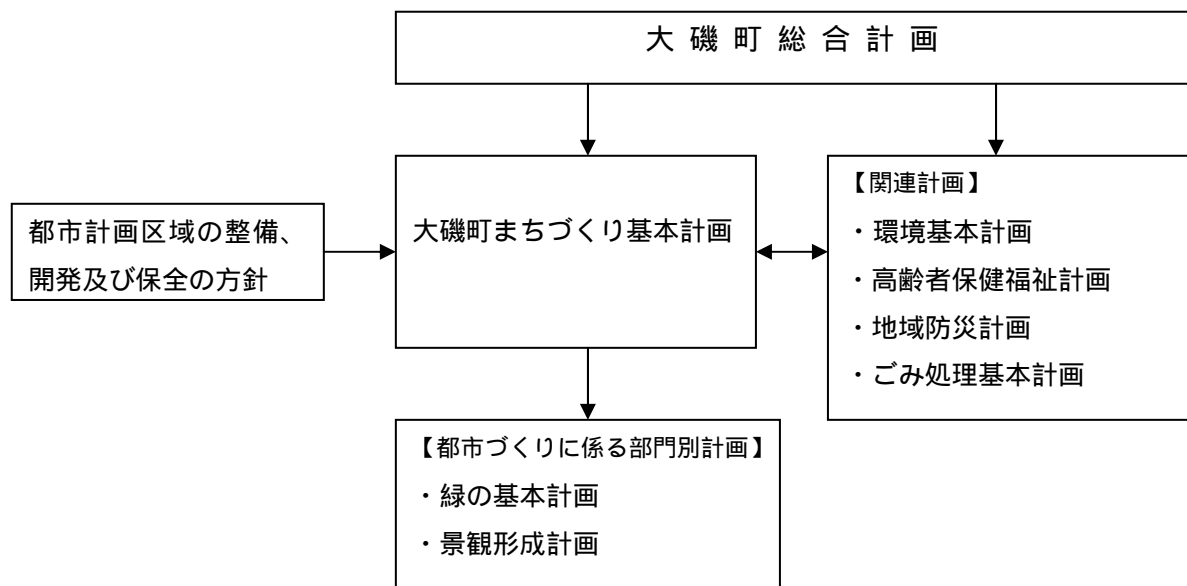 大磯町総合計画
都市計画区域の整備、
開発及び保全の方針
大磯町まちづくり基本計画
【関連計画】
・環境基本計画
・高齢者保健福祉計画
・地域防災計画
・ごみ処理基本計画
【都市づくりに係る部門別計画】
・緑の基本計画
・景観形成計画